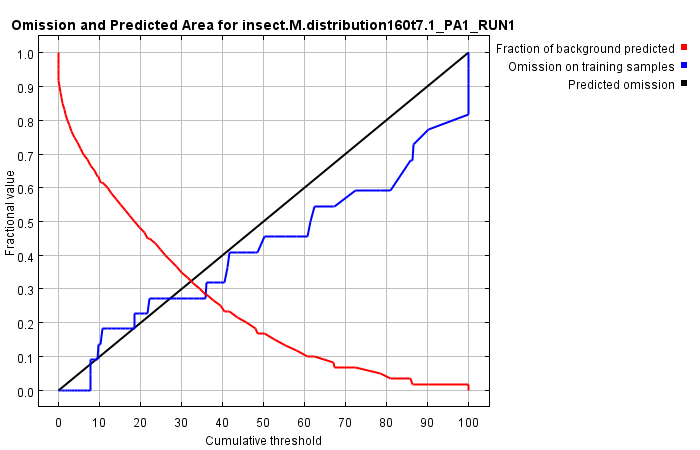 Omission and Predicted Area for insect.M.distribution160t7.1_PA1_RUN1
Fraction of background predicted
Omission on training samples
Predicted omission
Fractional value
1.0
0.9
0.8
0.7
0.6
0.5
0.4
0.3
0.2
0.1
0.0
0 10 20 30 40 50 60 70 80 90 100
Cumulative threshold